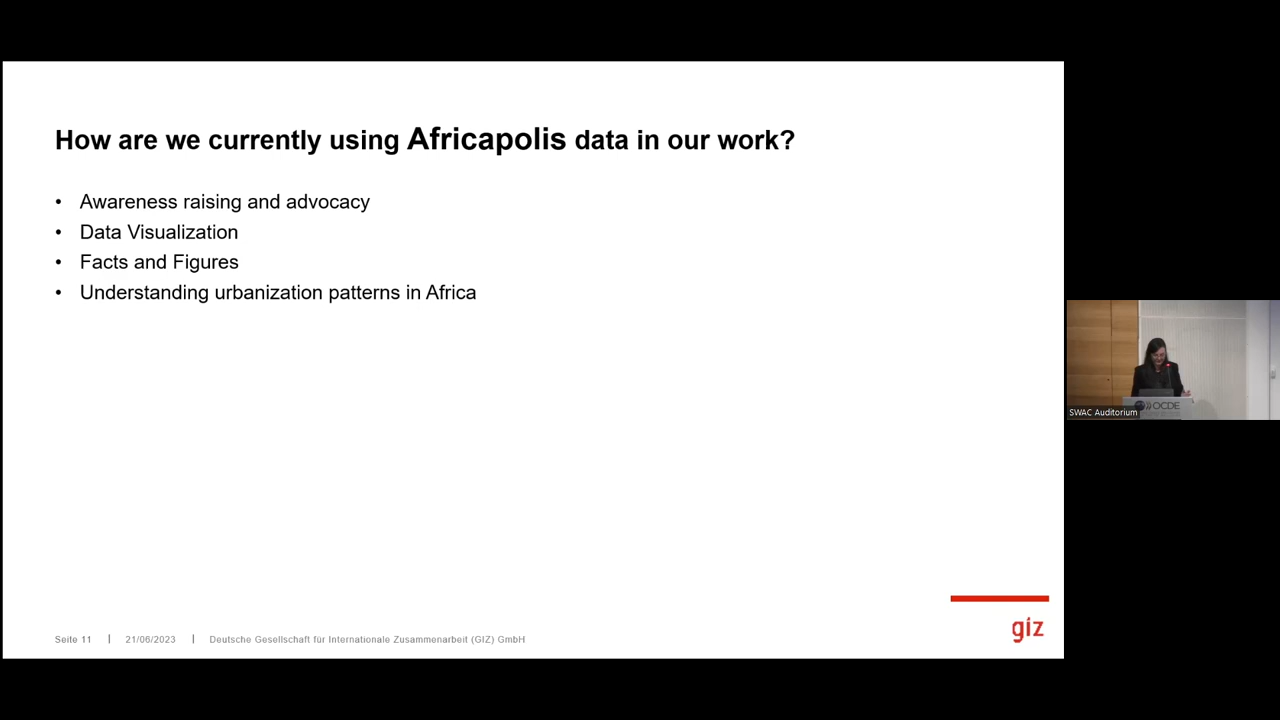 How are we currently using Africapolis data in our work?
• Awareness raising and advocacy
• Data Visualization
• Facts and Figures
• Understanding urbanization patterns in Africa
SWAC Auditorium
OCDE
giz
Seite 11 | 21/06/2023 | Deutsche Gesellschaft für Internationale Zusammenarbeit (GIZ) GmbH